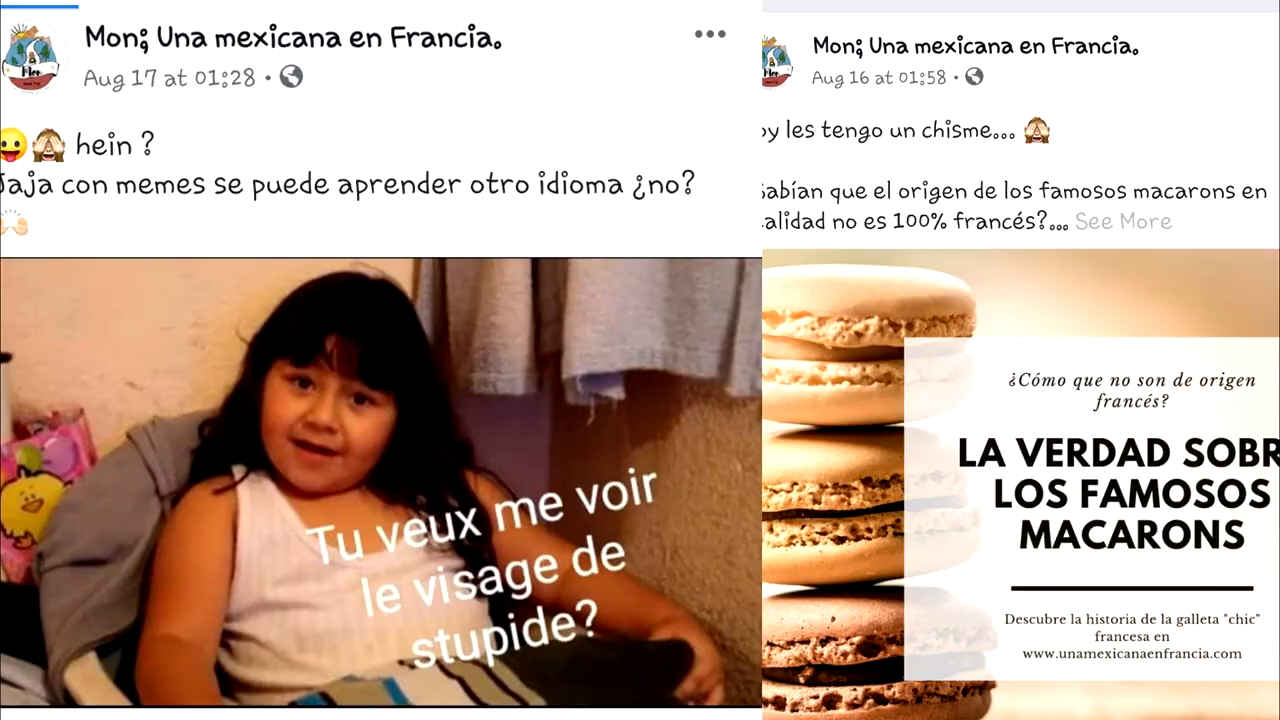 Mon; Una mexicana en Francia.
Aug 17 at 01:28 •
hein ?
Jaja con memes se puede aprender otro idioma ¿no?
Tu veux me voir
le visage de
stupide?
Mon; Una mexicana en Francia.
Aug 16 at 01:58 •
oy les tengo un chisme...
Sabían que el origen de los famosos macarons en
alidad no es 100% francés?... See More
¿Cómo que no son de origen
francés?
LA VERDAD SOBR
LOS FAMOSOS
MACARONS
Descubre la historia de la galleta "chic"
francesa en
www.unamexicanaenfrancia.com